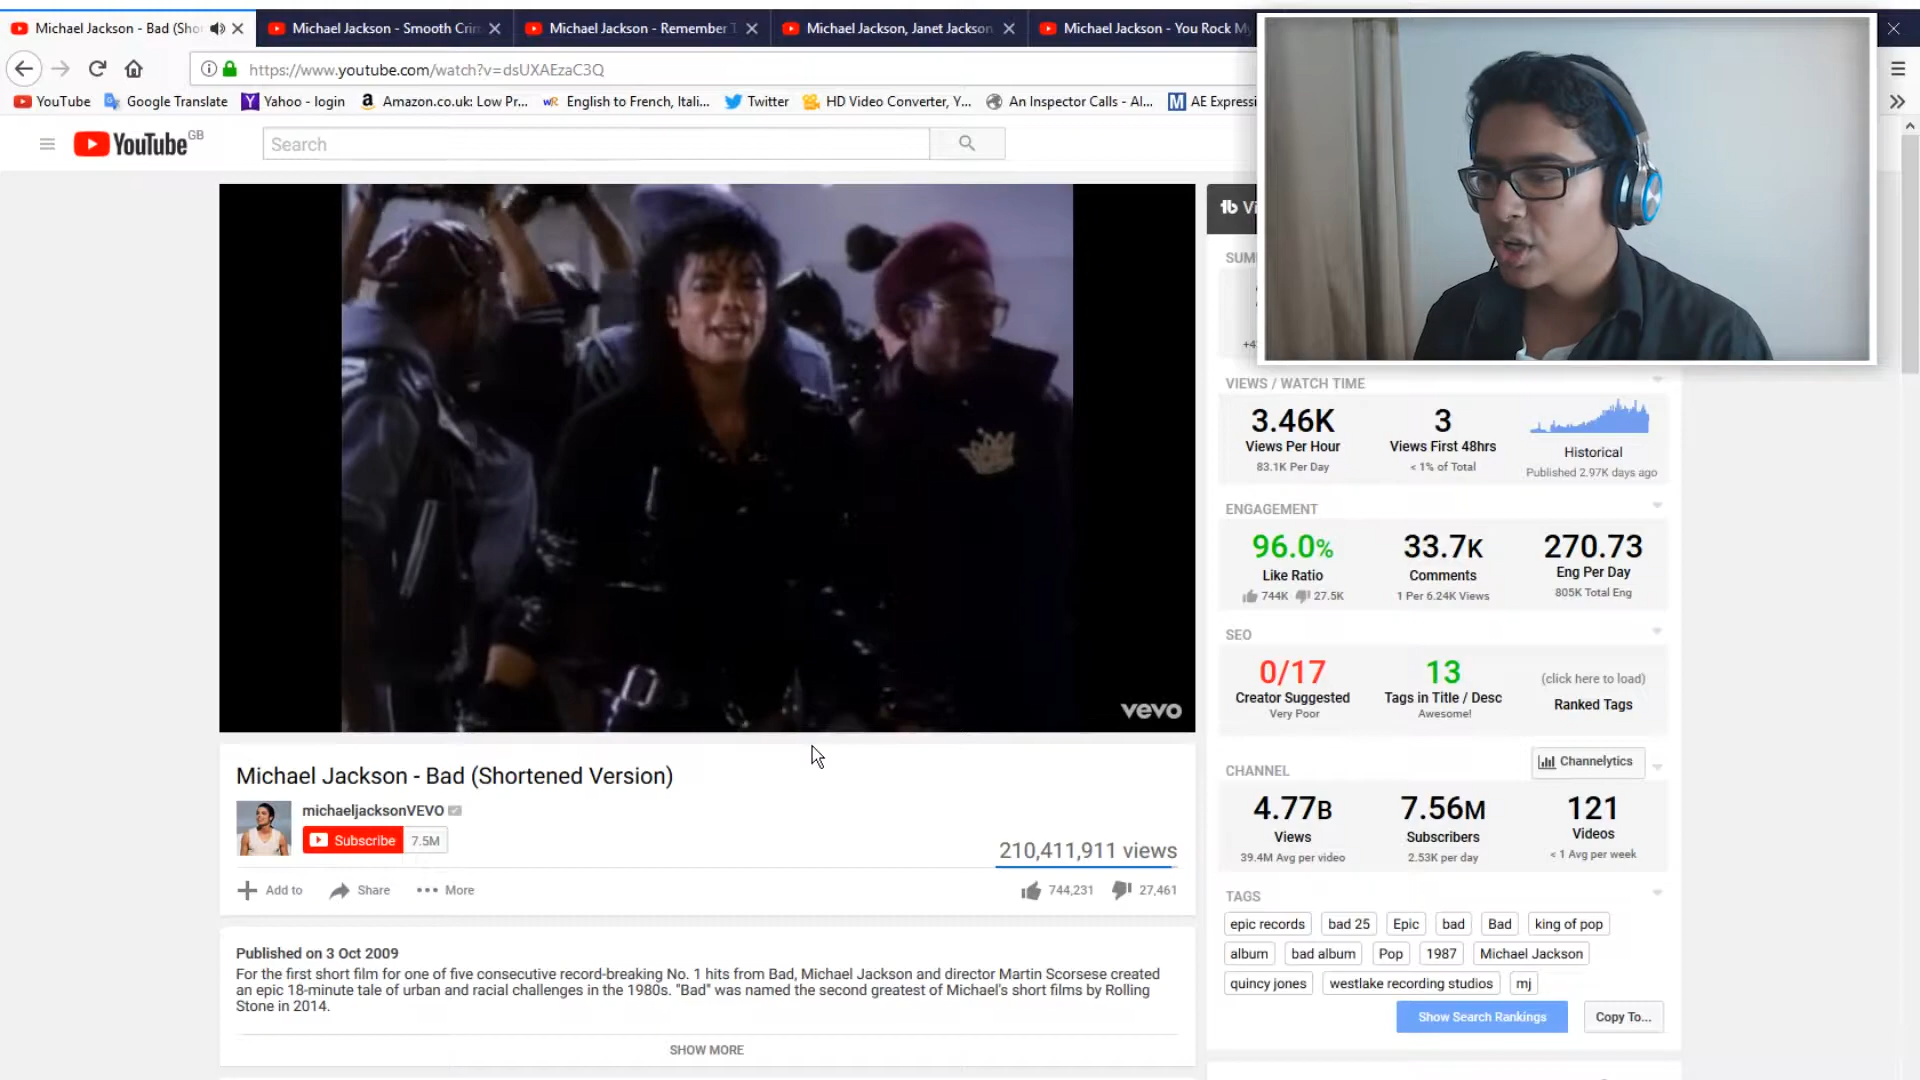 Michael Jackson - Bad (Sho
Michael Jackson - Smooth Crim
Michael Jackson - Remember T
Michael Jackson, Janet Jackson
Michael Jackson - You Rock My
https://www.youtube.com/watch?v=dsUXAEzaC3Q
YouTube
Google Translate
Yahoo - login
Amazon.co.uk: Low Pr...
English to French, Itali...
Twitter
HD Video Converter, Y...
An Inspector Calls - Al...
AE Expressi
YouTube GB
Search
vevo
Michael Jackson - Bad (Shortened Version)
michaeljacksonVEVO
Subscribe 7.5M
210,411,911 views
Add to Share More
744,231 27,461
Published on 3 Oct 2009
For the first short film for one of five consecutive record-breaking No. 1 hits from Bad, Michael Jackson and director Martin Scorsese created
an epic 18-minute tale of urban and racial challenges in the 1980s. "Bad" was named the second greatest of Michael's short films by Rolling
Stone in 2014.
SHOW MORE
VIEWS / WATCH TIME
3.46K 3
Views Per Hour Views First 48hrs Historical
83.1K Per Day < 1% of Total Published 2.97K days ago
ENGAGEMENT
96.0% 33.7K 270.73
Like Ratio Comments Eng Per Day
744K 27.5K 1 Per 6.24K Views 805K Total Eng
SEO
0/17 13 (click here to load)
Creator Suggested Tags in Title / Desc Ranked Tags
Very Poor Awesome!
CHANNEL Channelytics
4.77B 7.56M 121
Views Subscribers Videos
39.4M Avg per video 2.53K per day < 1 Avg per week
TAGS
epic records bad 25 Epic bad Bad king of pop
album bad album Pop 1987 Michael Jackson
quincy jones westlake recording studios mj
Show Search Rankings Copy To...